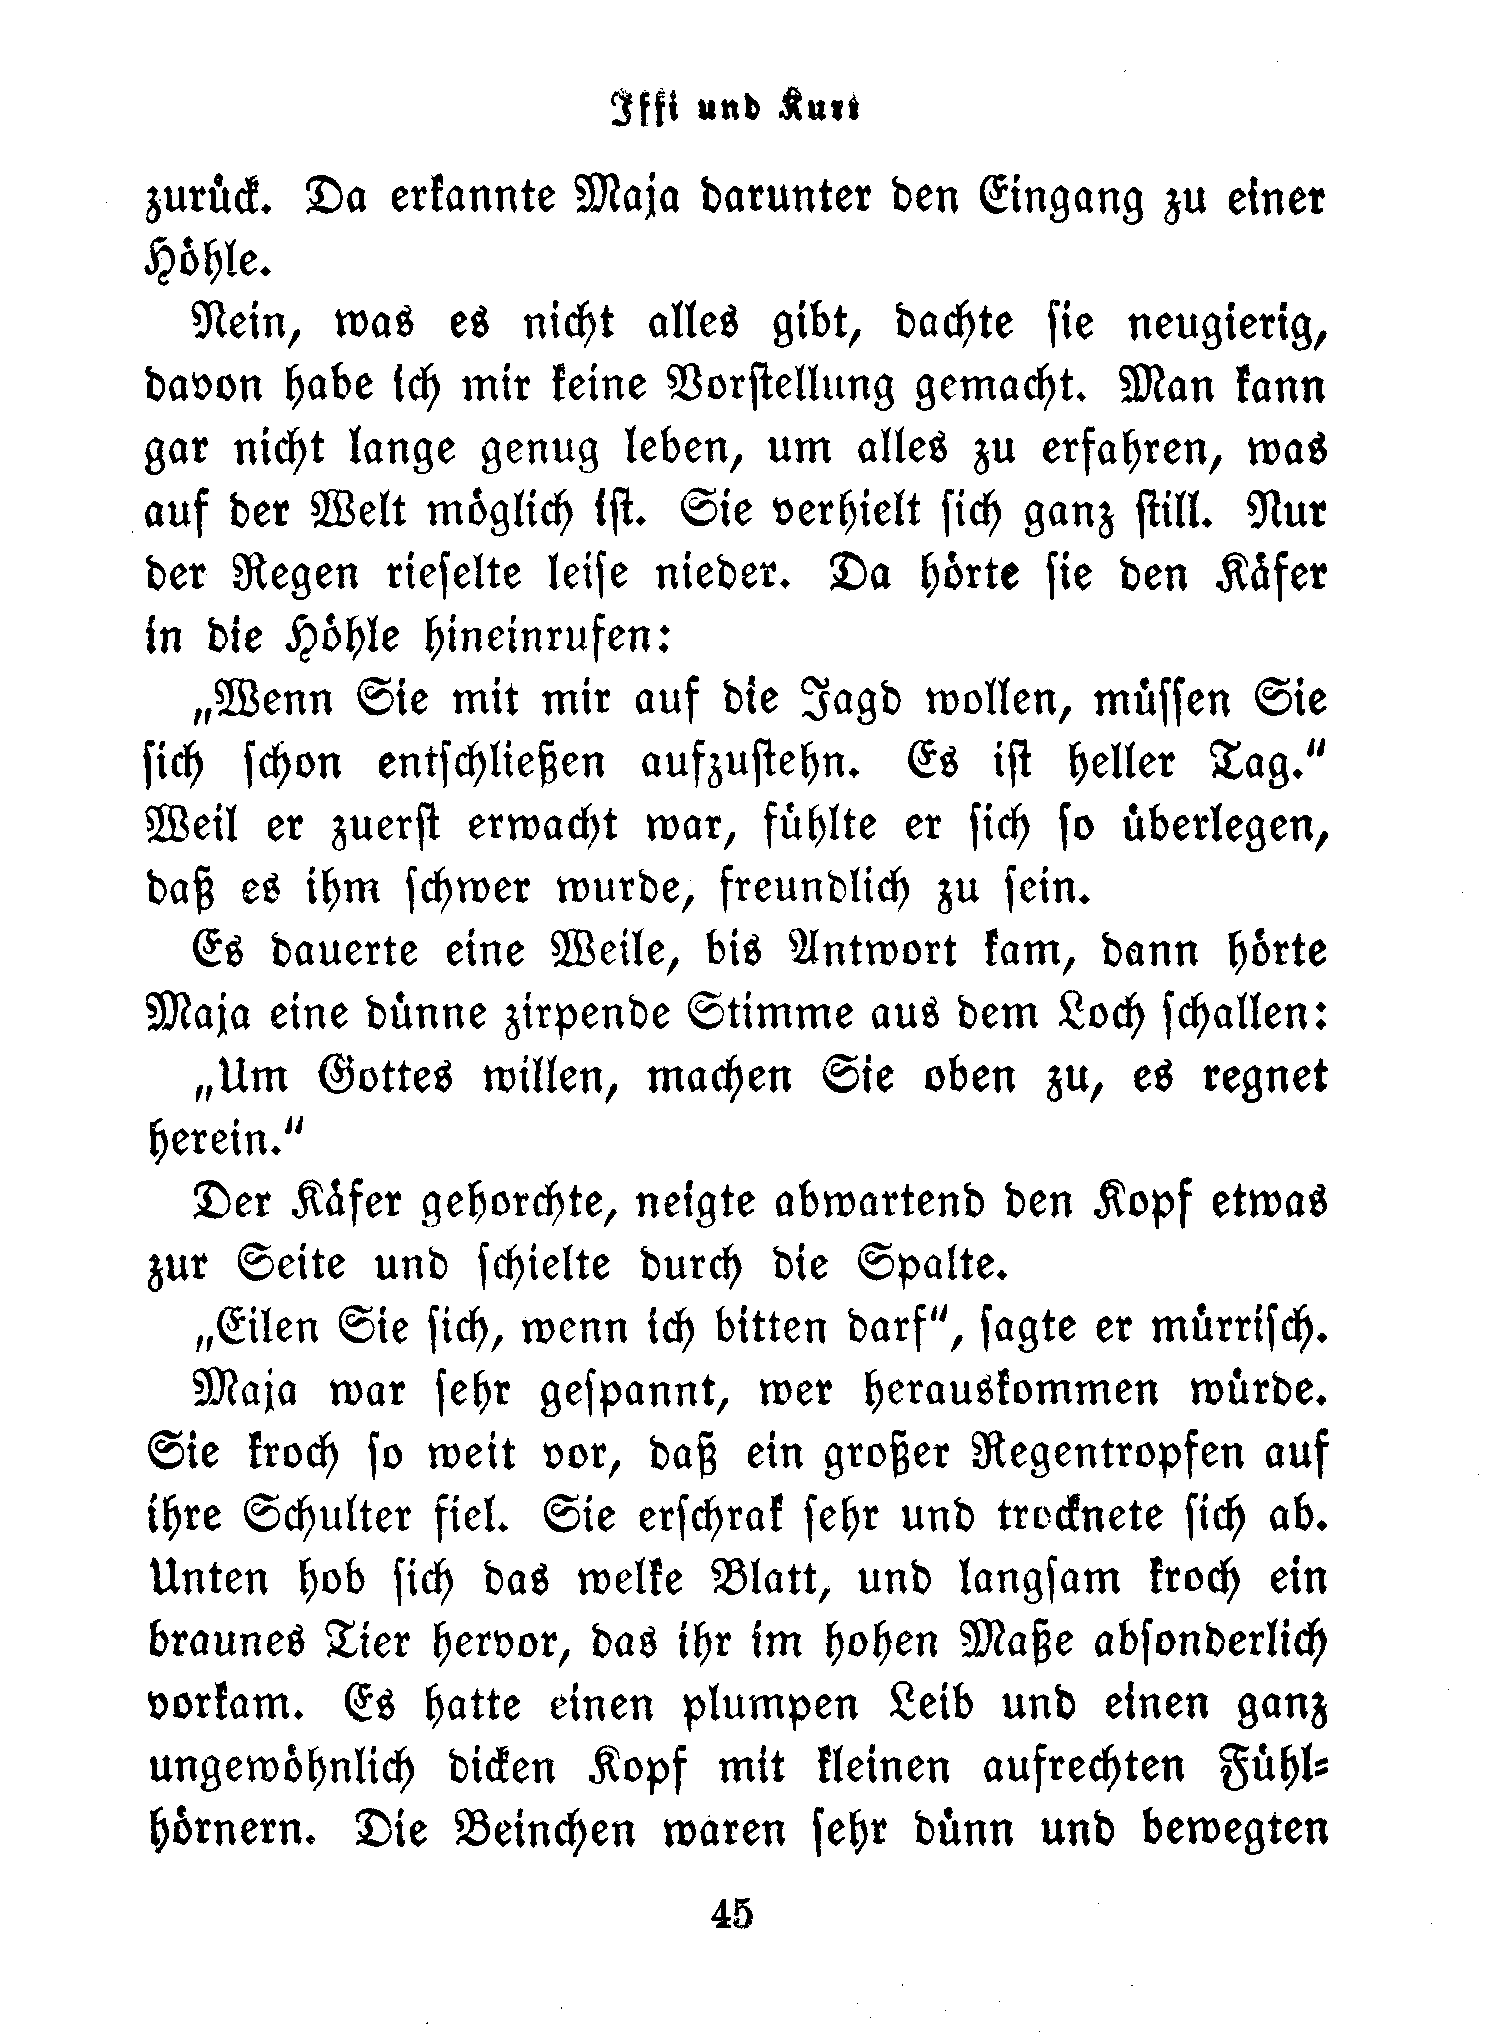 Iffi und Kurt
zurück. Da erkannte Maja darunter den Eingang zu einer
Höhle.
Nein, was es nicht alles gibt, dachte sie neugierig,
davon habe ich mir keine Vorstellung gemacht. Man kann
gar nicht lange genug leben, um alles zu erfahren, was
auf der Welt möglich ist. Sie verhielt sich ganz still. Nur
der Regen rieselte leise nieder. Da hörte sie den Käfer
in die Höhle hineinrufen:
„Wenn Sie mit mir auf die Jagd wollen, müssen Sie
sich schon entschließen aufzustehn. Es ist heller Tag.“
Weil er zuerst erwacht war, fühlte er sich so überlegen,
daß es ihm schwer wurde, freundlich zu sein.
Es dauerte eine Weile, bis Antwort kam, dann hörte
Maja eine dünne zirpende Stimme aus dem Loch schallen:
„Um Gottes willen, machen Sie oben zu, es regnet
herein.“
Der Käfer gehorchte, neigte abwartend den Kopf etwas
zur Seite und schielte durch die Spalte.
„Eilen Sie sich, wenn ich bitten darf“, sagte er mürrisch.
Maja war sehr gespannt, wer herauskommen würde.
Sie kroch so weit vor, daß ein großer Regentropfen auf
ihre Schulter fiel. Sie erschrak sehr und trocknete sich ab.
Unten hob sich das welke Blatt, und langsam kroch ein
braunes Tier hervor, das ihr im hohen Maße absonderlich
vorkam. Es hatte einen plumpen Leib und einen ganz
ungewöhnlich dicken Kopf mit kleinen aufrechten Fühl-
hörnern. Die Beinchen waren sehr dünn und bewegten
45